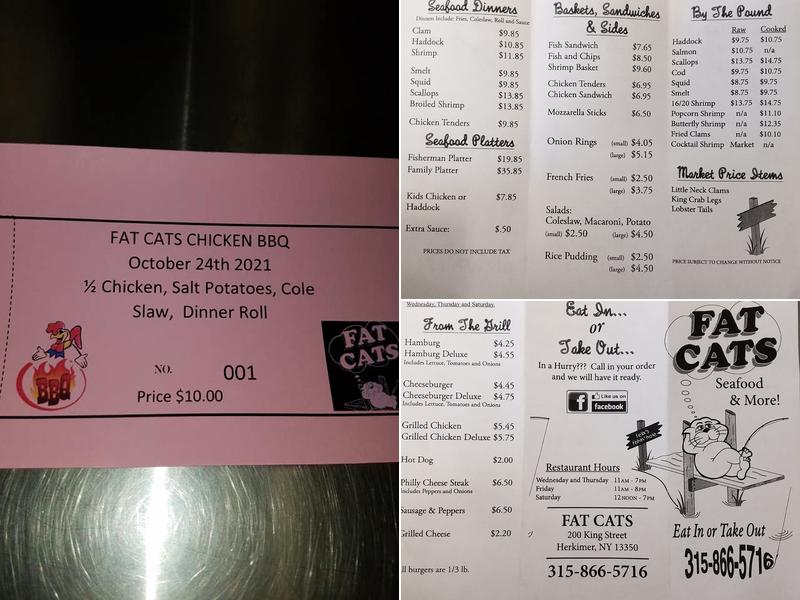 FAT CATS CHICKEN BBQ
October 24th 2021
½ Chicken, Salt Potatoes, Cole
Slaw, Dinner Roll
BBQ
NO. 001
Price $10.00
FAT
CATS
Seafood Dinners
Dinners Include: Fries, Coleslaw, Roll and Sauce
Clam $9.85
Haddock $10.85
Shrimp $11.85
Smelt $9.85
Squid $9.85
Scallops $13.85
Broiled Shrimp $13.85
Chicken Tenders $9.85
Seafood Platters
Fisherman Platter $19.85
Family Platter $35.85
Kids Chicken or $7.85
Haddock
Extra Sauce: $.50
PRICES DO NOT INCLUDE TAX
Baskets, Sandwiches
& Sides
Fish Sandwich $7.65
Fish and Chips $8.50
Shrimp Basket $9.60
Chicken Tenders $6.95
Chicken Sandwich $6.95
Mozzarella Sticks $6.50
Onion Rings (small) $4.05
(large) $5.15
French Fries (small) $2.50
(large) $3.75
Salads:
Coleslaw, Macaroni, Potato
(small) $2.50 (large) $4.50
Rice Pudding (small) $2.50
(large) $4.50
By The Pound
Raw Cooked
Haddock $9.75 $10.75
Salmon $10.75 n/a
Scallops $13.75 $14.75
Cod $9.75 $10.75
Squid $8.75 $9.75
Smelt $8.75 $9.75
16/20 Shrimp $13.75 $14.75
Popcorn Shrimp n/a $11.10
Butterfly Shrimp n/a $12.35
Fried Clams n/a $10.10
Cocktail Shrimp Market n/a
Market Price Items
Little Neck Clams
King Crab Legs
Lobster Tails
PRICE SUBJECT TO CHANGE WITHOUT NOTICE
Wednesday, Thursday and Saturday.
From The Grill
Hamburg $4.25
Hamburg Deluxe $4.55
Includes Lettuce, Tomatoes and Onions
Cheeseburger $4.45
Cheeseburger Deluxe $4.75
Includes Lettuce, Tomatoes and Onions
Grilled Chicken $5.45
Grilled Chicken Deluxe $5.75
Hot Dog $2.00
Philly Cheese Steak $6.50
Includes Peppers and Onions
Sausage & Peppers $6.50
Grilled Cheese $2.20
ll burgers are 1/3 lb.
Eat In...
or
Take Out...
In a Hurry??? Call in your order
and we will have it ready.
f Like us on
facebook
Restaurant Hours
Wednesday and Thursday 11AM - 7PM
Friday 11AM - 8PM
Saturday 12NOON - 7PM
FAT CATS
200 King Street
Herkimer, NY 13350
315-866-5716
FAT
CATS
Seafood
& More!
Eat In or Take Out
315-866-5716